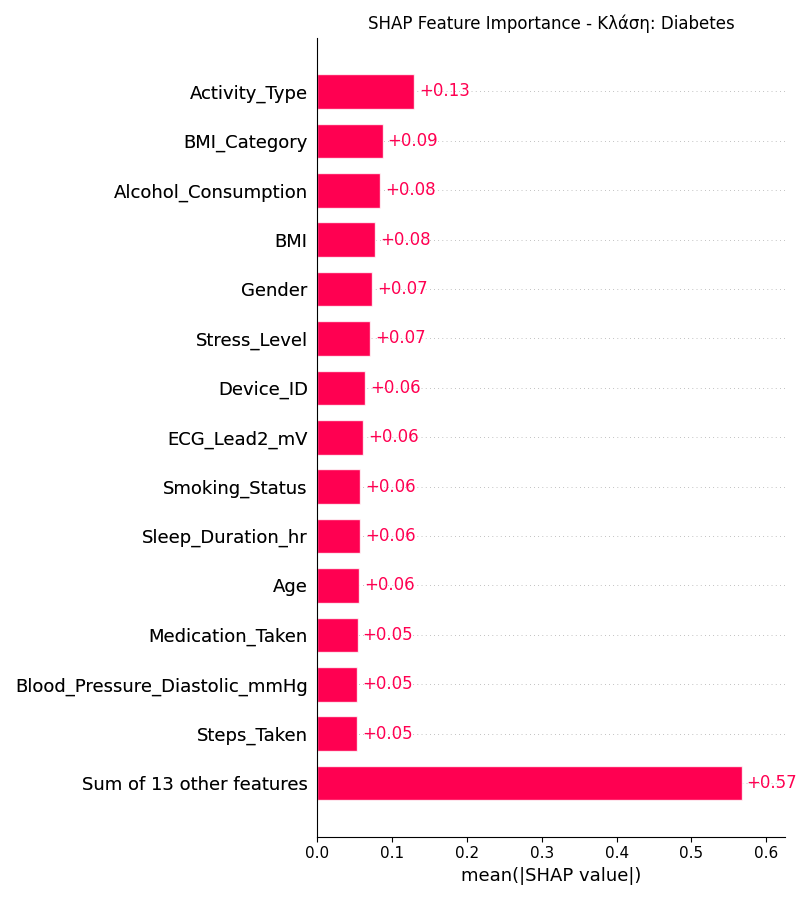 SHAP Feature Importance - Κλάση: Diabetes
Activity_Type +0.13
BMI_Category +0.09
Alcohol_Consumption +0.08
BMI +0.08
Gender +0.07
Stress_Level +0.07
Device_ID +0.06
ECG_Lead2_mV +0.06
Smoking_Status +0.06
Sleep_Duration_hr +0.06
Age +0.06
Medication_Taken +0.05
Blood_Pressure_Diastolic_mmHg +0.05
Steps_Taken +0.05
Sum of 13 other features +0.57
0.0 0.1 0.2 0.3 0.4 0.5 0.6
mean(|SHAP value|)